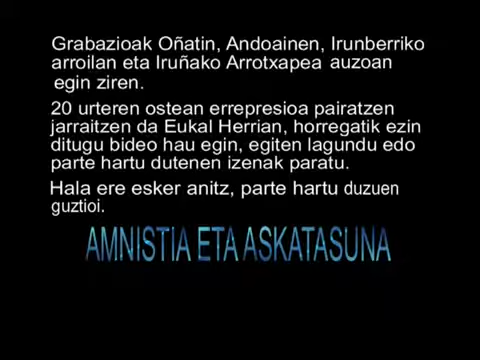 Grabazioak Oñatin, Andoainen, Irunberriko
arroilan eta Iruñako Arrotxapea auzoan
egin ziren.
20 urteren ostean errepresioa pairatzen
jarraitzen da Eukal Herrian, horregatik ezin
ditugu bideo hau egin, egiten lagundu edo
parte hartu dutenen izenak paratu.
Hala ere esker anitz, parte hartu duzuen
guztioi.
AMNISTIA ETA ASKATASUNA